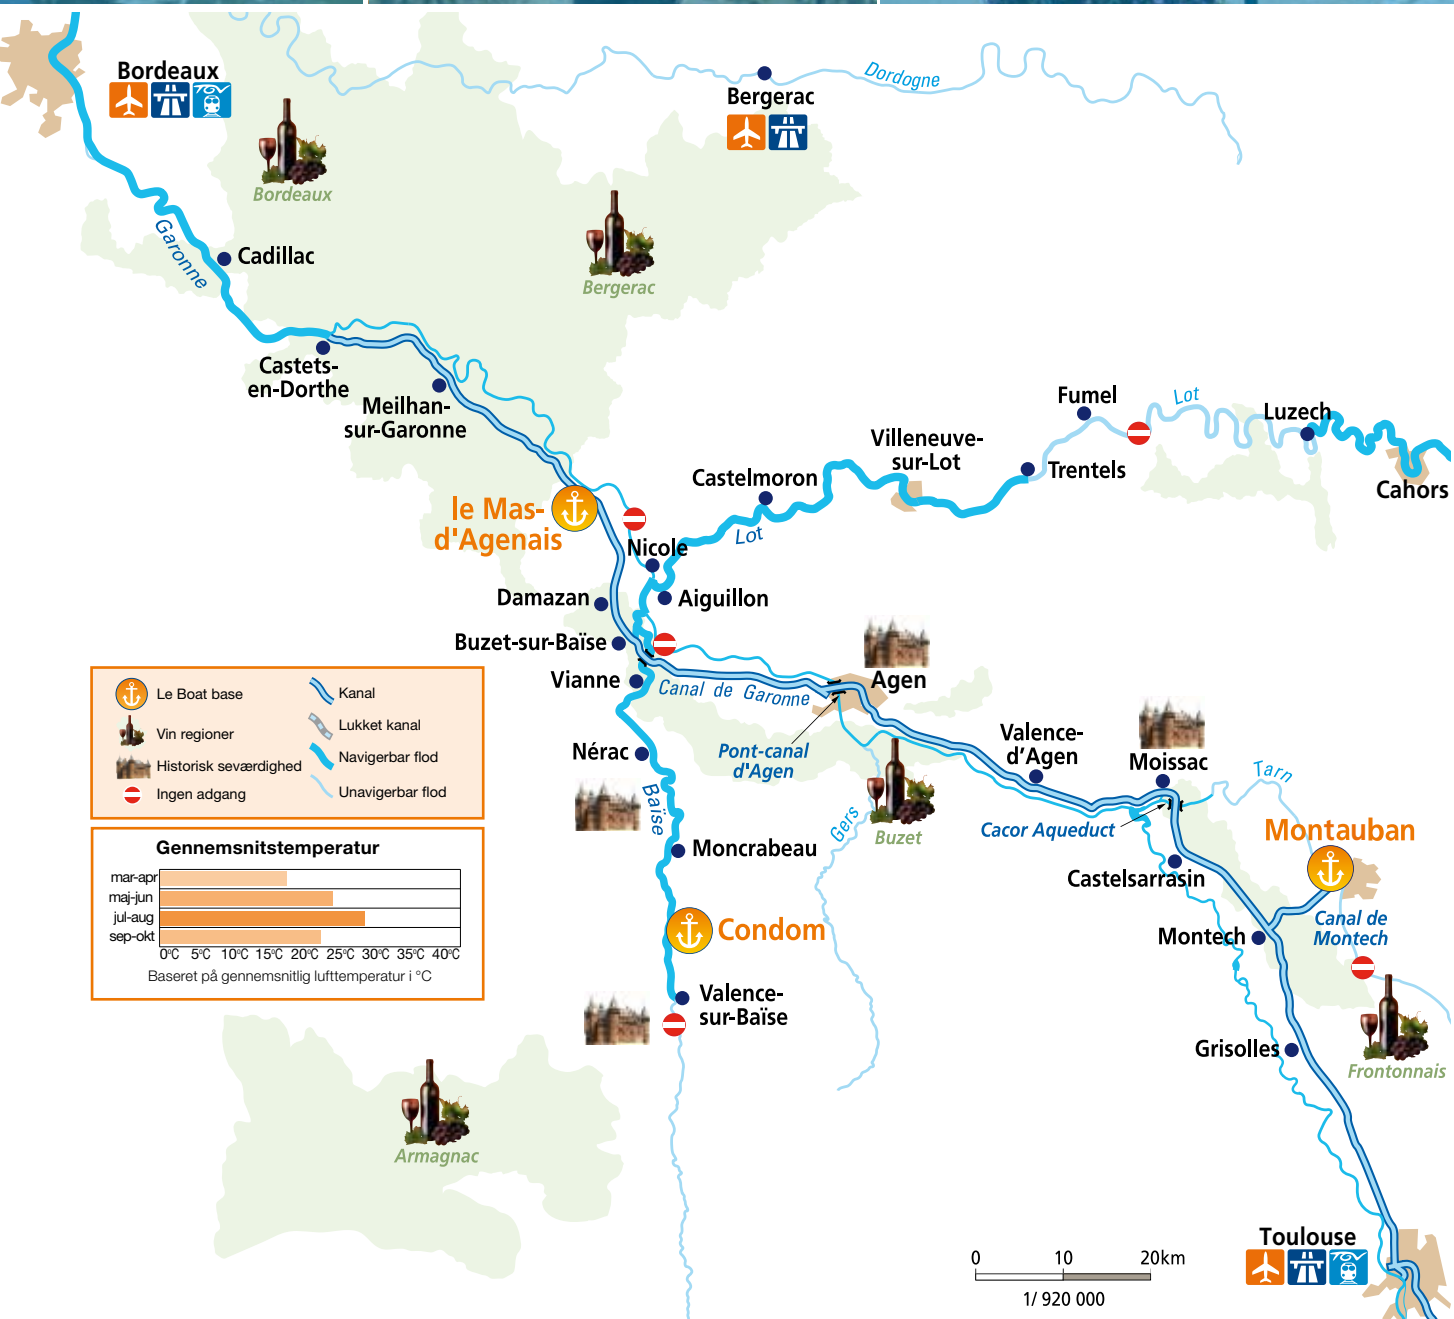 Bordeaux
TGV
Bordeaux
Garonne
Cadillac
Bergerac
Dordogne
Bergerac
Castets-
en-Dorthe
Meilhan-
sur-Garonne
le Mas-
d'Agenais
Nicole
Damazan
Aiguillon
Buzet-sur-Baïse
Vianne
Castelmoron
Lot
Villeneuve-
sur-Lot
Fumel
Trentels
Lot
Luzech
Cahors
Canal de Garonne
Agen
Pont-canal
d'Agen
Nérac
Baïse
Moncrabeau
Condom
Valence-
sur-Baïse
Gers
Buzet
Valence-
d'Agen
Moissac
Cacor Aqueduct
Tarn
Montauban
Castelsarrasin
Canal de
Montech
Montech
Grisolles
Frontonnais
Toulouse
TGV
Armagnac
Le Boat base
Vin regioner
Historisk seværdighed
Ingen adgang
Kanal
Lukket kanal
Navigerbar flod
Unavigerbar flod
Gennemsnitstemperatur
mar-apr
maj-jun
jul-aug
sep-okt
0°C 5°C 10°C 15°C 20°C 25°C 30°C 35°C 40°C
Baseret på gennemsnitlig lufttemperatur i °C
0 10 20km
1/ 920 000